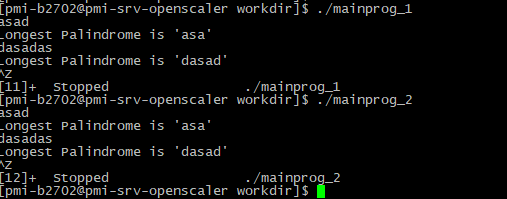 [pmi-b2702@pmi-srv-openscaler workdir]$ ./mainprog_1
asad
Longest Palindrome is 'asa'
dasadas
Longest Palindrome is 'dasad'
^Z
[11]+  Stopped                 ./mainprog_1
[pmi-b2702@pmi-srv-openscaler workdir]$ ./mainprog_2
asad
Longest Palindrome is 'asa'
dasadas
Longest Palindrome is 'dasad'
^Z
[12]+  Stopped                 ./mainprog_2
[pmi-b2702@pmi-srv-openscaler workdir]$